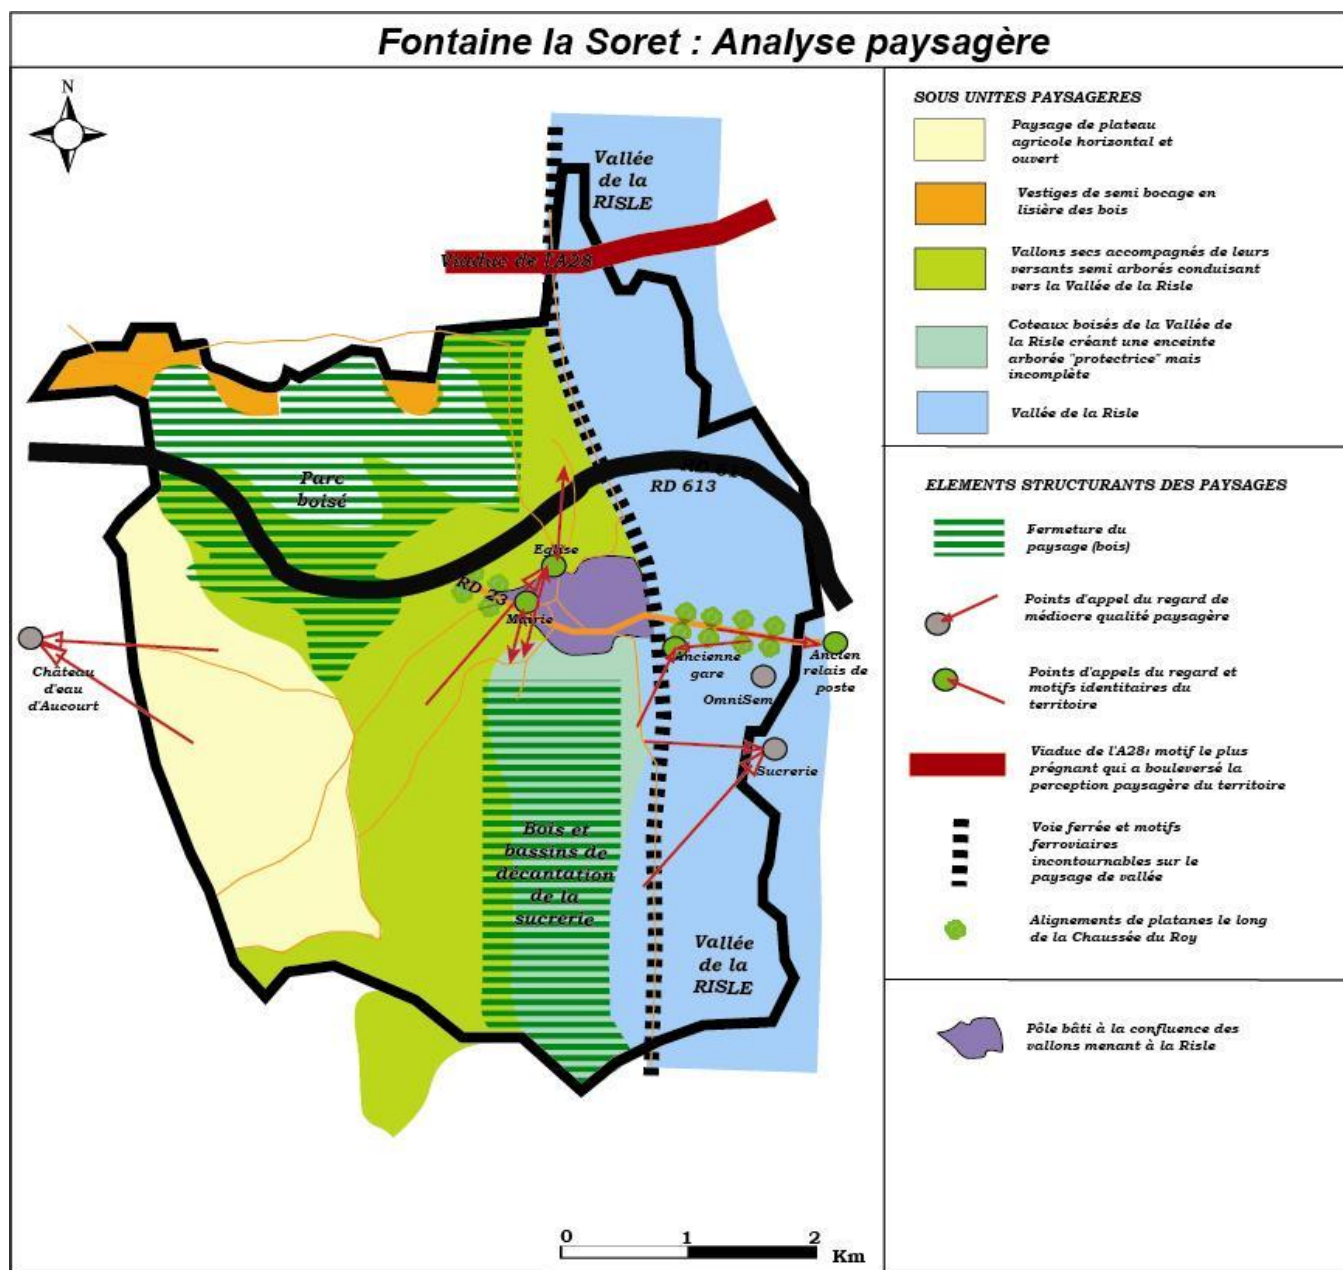 Fontaine la Soret : Analyse paysagère
N
Vallée
de la
RISLE
Viaduc de l'A28
Parc
boisé
RD 613
RD 613
Eglise
RD 23
Mairie
Château
d'eau
d'Aucourt
Ancienne
gare
Ancien
relais de
poste
OmniSem
Sucrerie
Bois et
bassins de
décantation
de la
sucrerie
Vallée
de la
RISLE
0 1 2
Km
SOUS UNITES PAYSAGERES
Paysage de plateau
agricole horizontal et
ouvert
Vestiges de semi bocage en
lisière des bois
Vallons secs accompagnés de leurs
versants semi arborés conduisant
vers la Vallée de la Risle
Coteaux boisés de la Vallée de
la Risle créant une enceinte
arborée "protectrice" mais
incomplète
Vallée de la Risle
ELEMENTS STRUCTURANTS DES PAYSAGES
Fermeture du
paysage (bois)
Points d'appel du regard de
médiocre qualité paysagère
Points d'appels du regard et
motifs identitaires du
territoire
Viaduc de l'A28: motif le plus
prégnant qui a bouleversé la
perception paysagère du territoire
Voie ferrée et motifs
ferroviaires
incontournables sur le
paysage de vallée
Alignements de platanes le long
de la Chaussée du Roy
Pôle bâti à la confluence des
vallons menant à la Risle